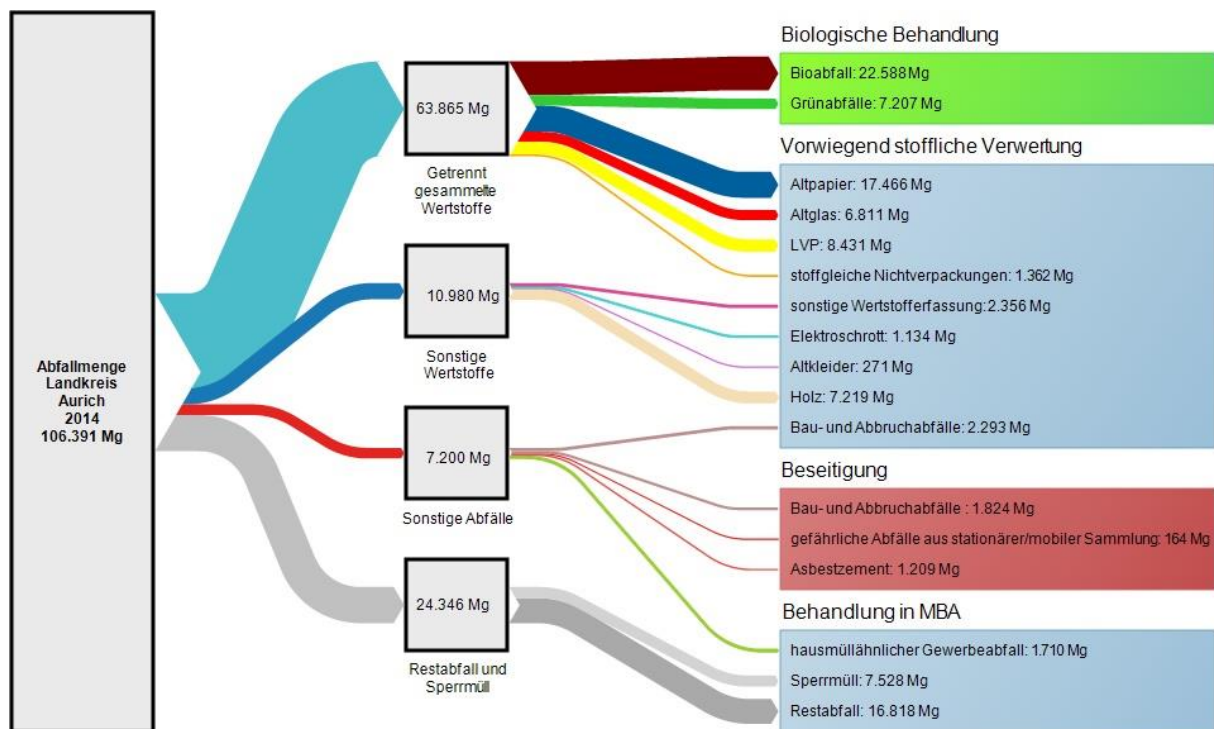 Abfallmenge
Landkreis
Aurich
2014
106.391 Mg
63.865 Mg
Getrennt
gesammelte
Wertstoffe
10.980 Mg
Sonstige
Wertstoffe
7.200 Mg
Sonstige Abfälle
24.346 Mg
Restabfall und
Sperrmüll
Biologische Behandlung
Bioabfall: 22.588 Mg
Grünabfälle: 7.207 Mg
Vorwiegend stoffliche Verwertung
Altpapier: 17.466 Mg
Altglas: 6.811 Mg
LVP: 8.431 Mg
stoffgleiche Nichtverpackungen: 1.362 Mg
sonstige Wertstofferfassung: 2.356 Mg
Elektroschrott: 1.134 Mg
Altkleider: 271 Mg
Holz: 7.219 Mg
Bau- und Abbruchabfälle: 2.293 Mg
Beseitigung
Bau- und Abbruchabfälle : 1.824 Mg
gefährliche Abfälle aus stationärer/mobiler Sammlung: 164 Mg
Asbestzement: 1.209 Mg
Behandlung in MBA
hausmüllähnlicher Gewerbeabfall: 1.710 Mg
Sperrmüll: 7.528 Mg
Restabfall: 16.818 Mg